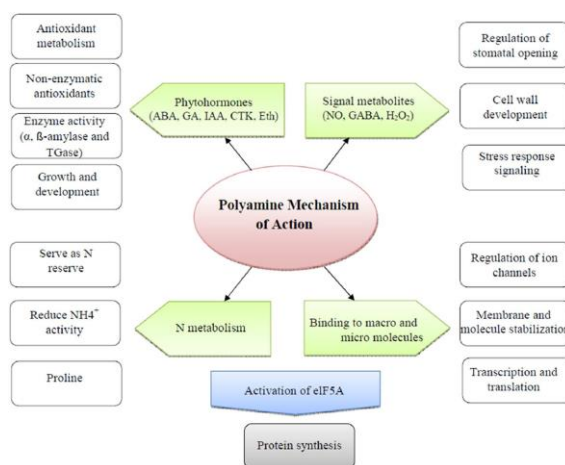 Antioxidant
metabolism
Non-enzymatic
antioxidants
Enzyme activity
(α, ß-amylase and
TGase)
Growth and
development
Phytohormones
(ABA, GA, IAA, CTK, Eth)
Signal metabolites
(NO, GABA, H₂O₂)
Regulation of
stomatal opening
Cell wall
development
Stress response
signaling
Polyamine Mechanism
of Action
Serve as N
reserve
Reduce NH4⁺
activity
Proline
N metabolism
Binding to macro and
micro molecules
Regulation of ion
channels
Membrane and
molecule stabilization
Transcription and
translation
Activation of eIF5A
Protein synthesis